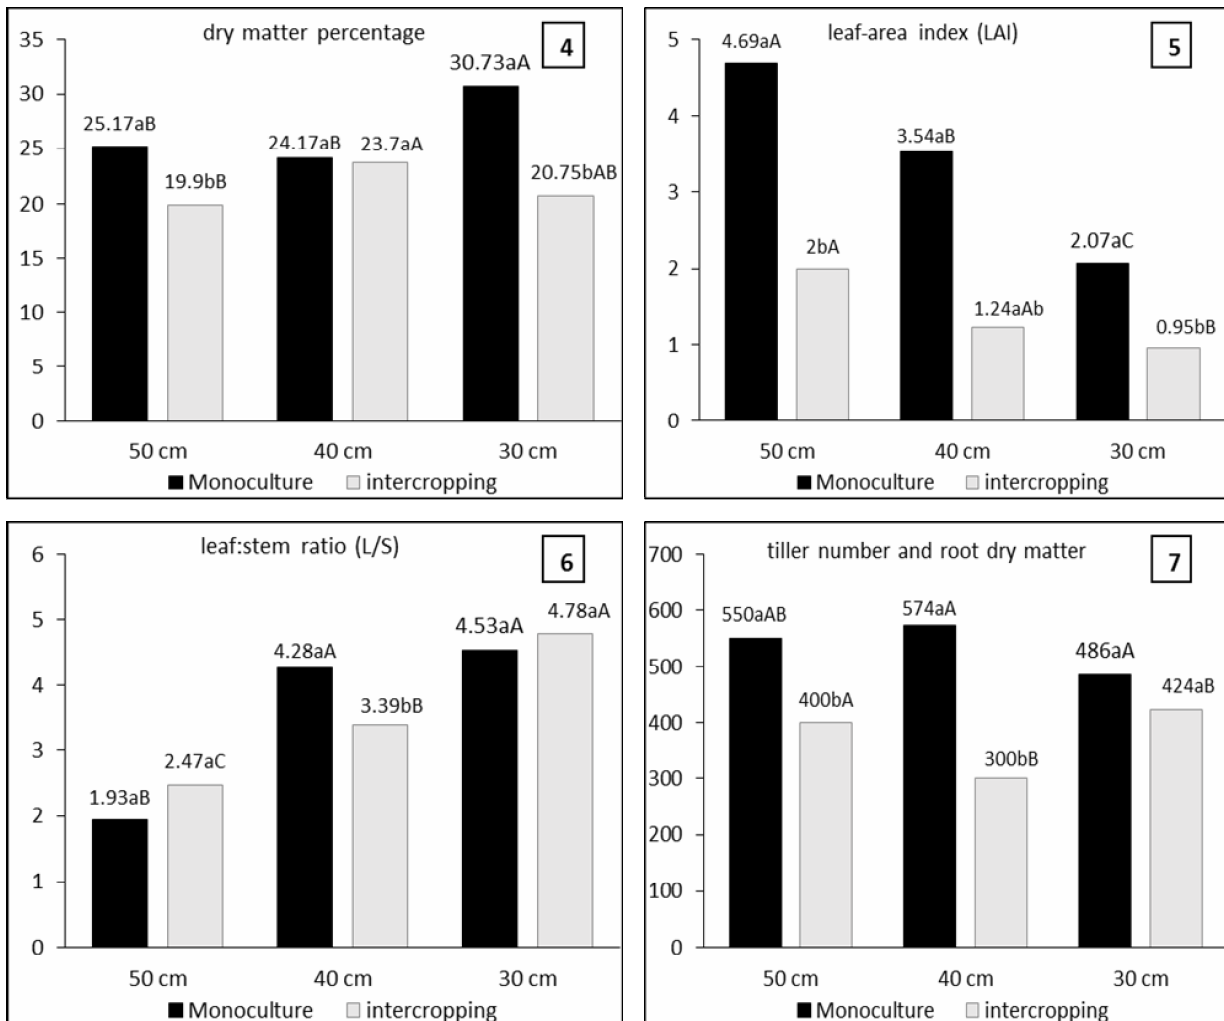 dry matter percentage
4
35
30
25
20
15
10
5
0
25.17aB
19.9bB
24.17aB
23.7aA
30.73aA
20.75bAB
50 cm
40 cm
30 cm
Monoculture
intercropping
leaf-area index (LAI)
5
5
4
3
2
1
0
4.69aA
2bA
3.54aB
1.24aAb
2.07aC
0.95bB
50 cm
40 cm
30 cm
Monoculture
intercropping
leaf:stem ratio (L/S)
6
6
5
4
3
2
1
0
1.93aB
2.47aC
4.28aA
3.39bB
4.53aA
4.78aA
50 cm
40 cm
30 cm
Monoculture
intercropping
tiller number and root dry matter
7
700
600
500
400
300
200
100
0
550aAB
400bA
574aA
300bB
486aA
424aB
50 cm
40 cm
30 cm
Monoculture
intercropping